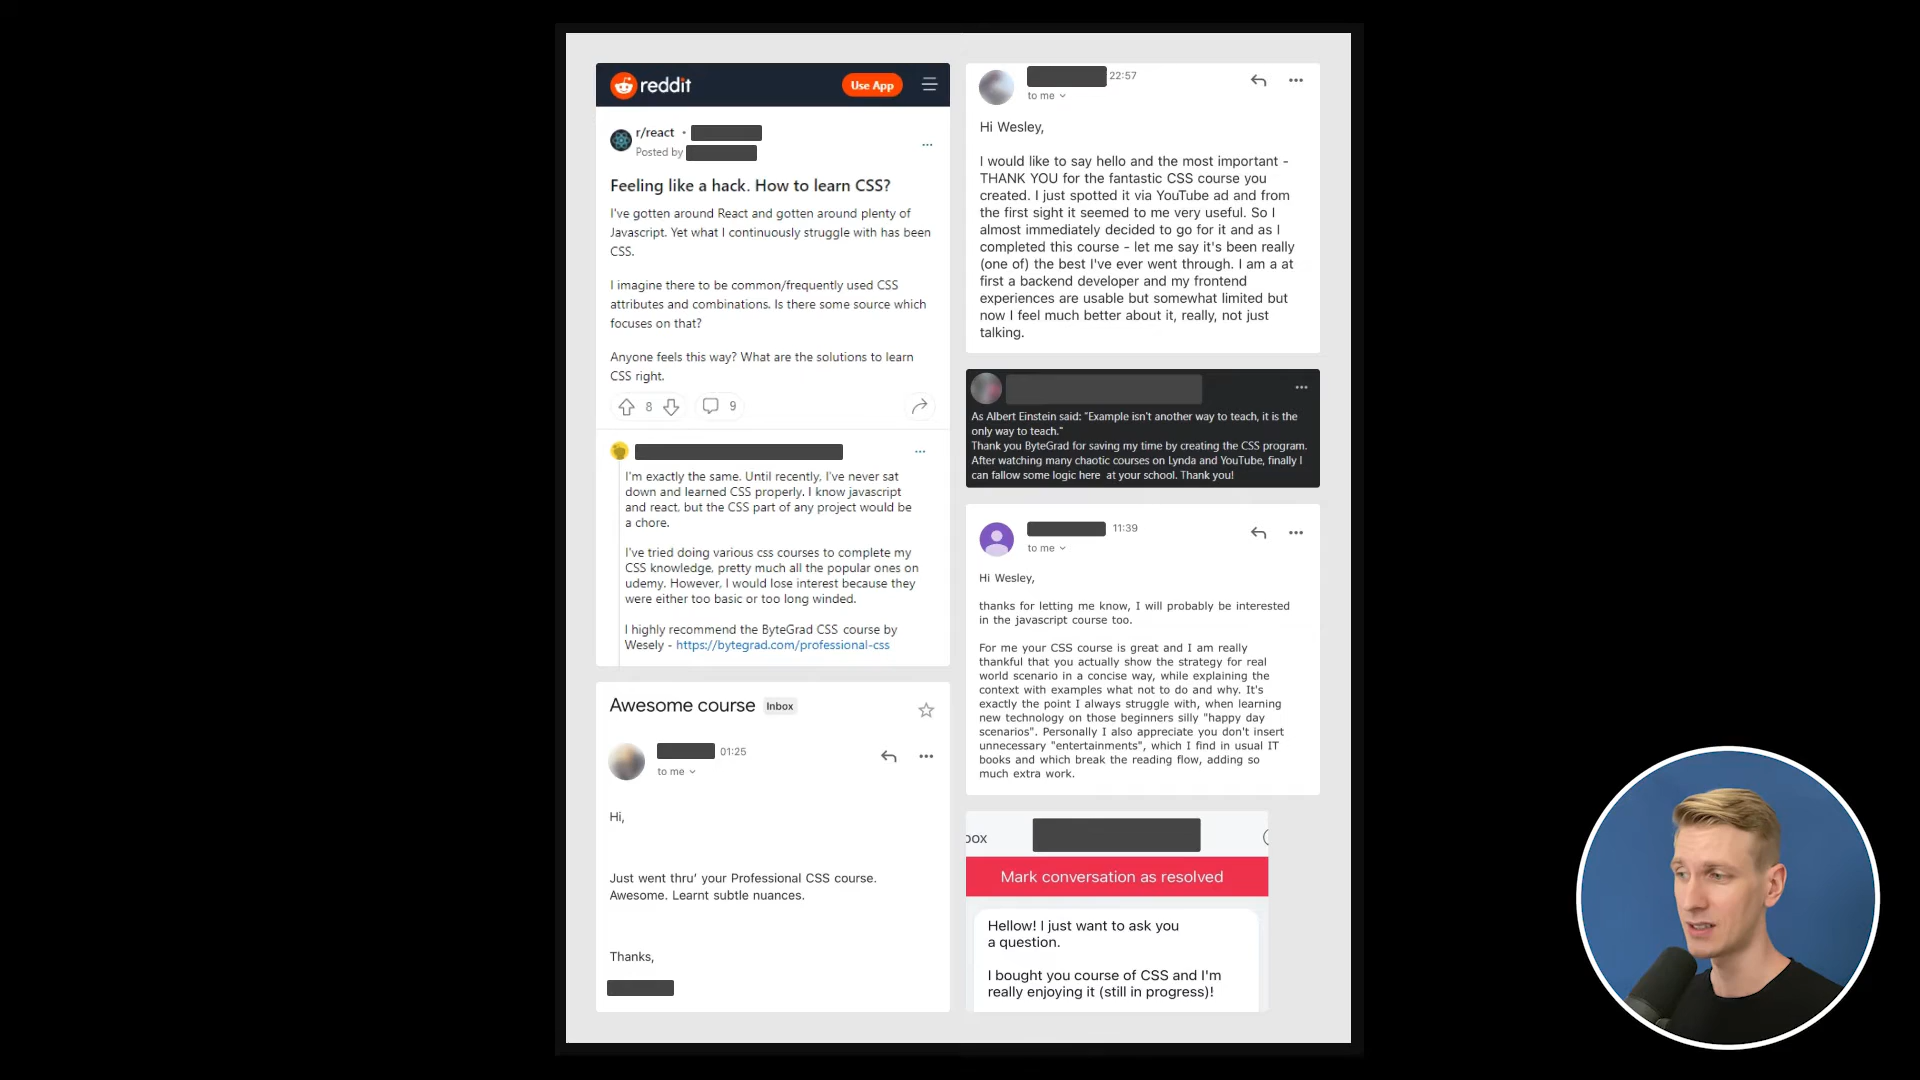 reddit
Use App
r/react •
Posted by
Feeling like a hack. How to learn CSS?
I've gotten around React and gotten around plenty of
Javascript. Yet what I continuously struggle with has been
CSS.
I imagine there to be common/frequently used CSS
attributes and combinations. Is there some source which
focuses on that?
Anyone feels this way? What are the solutions to learn
CSS right.
8
9
I'm exactly the same. Until recently, I've never sat
down and learned CSS properly. I know javascript
and react, but the CSS part of any project would be
a chore.
I've tried doing various css courses to complete my
CSS knowledge, pretty much all the popular ones on
udemy. However, I would lose interest because they
were either too basic or too long winded.
I highly recommend the ByteGrad CSS course by
Wesely - https://bytegrad.com/professional-css
Awesome course
Inbox
01:25
to me
Hi,
Just went thru' your Professional CSS course.
Awesome. Learnt subtle nuances.
Thanks,
22:57
to me
Hi Wesley,
I would like to say hello and the most important -
THANK YOU for the fantastic CSS course you
created. I just spotted it via YouTube ad and from
the first sight it seemed to me very useful. So I
almost immediately decided to go for it and as I
completed this course - let me say it's been really
(one of) the best I've ever went through. I am a at
first a backend developer and my frontend
experiences are usable but somewhat limited but
now I feel much better about it, really, not just
talking.
As Albert Einstein said: "Example isn't another way to teach, it is the
only way to teach."
Thank you ByteGrad for saving my time by creating the CSS program.
After watching many chaotic courses on Lynda and YouTube, finally I
can fallow some logic here at your school. Thank you!
11:39
to me
Hi Wesley,
thanks for letting me know, I will probably be interested
in the javascript course too.
For me your CSS course is great and I am really
thankful that you actually show the strategy for real
world scenario in a concise way, while explaining the
context with examples what not to do and why. It's
exactly the point I always struggle with, when learning
new technology on those beginners silly "happy day
scenarios". Personally I also appreciate you don't insert
unnecessary "entertainments", which I find in usual IT
books and which break the reading flow, adding so
much extra work.
box
Mark conversation as resolved
Hellow! I just want to ask you
a question.
I bought you course of CSS and I'm
really enjoying it (still in progress)!